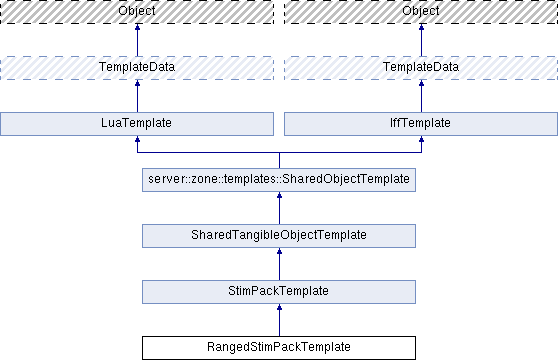 Object
Object
TemplateData
TemplateData
LuaTemplate
IffTemplate
server::zone::templates::SharedObjectTemplate
SharedTangibleObjectTemplate
StimPackTemplate
RangedStimPackTemplate